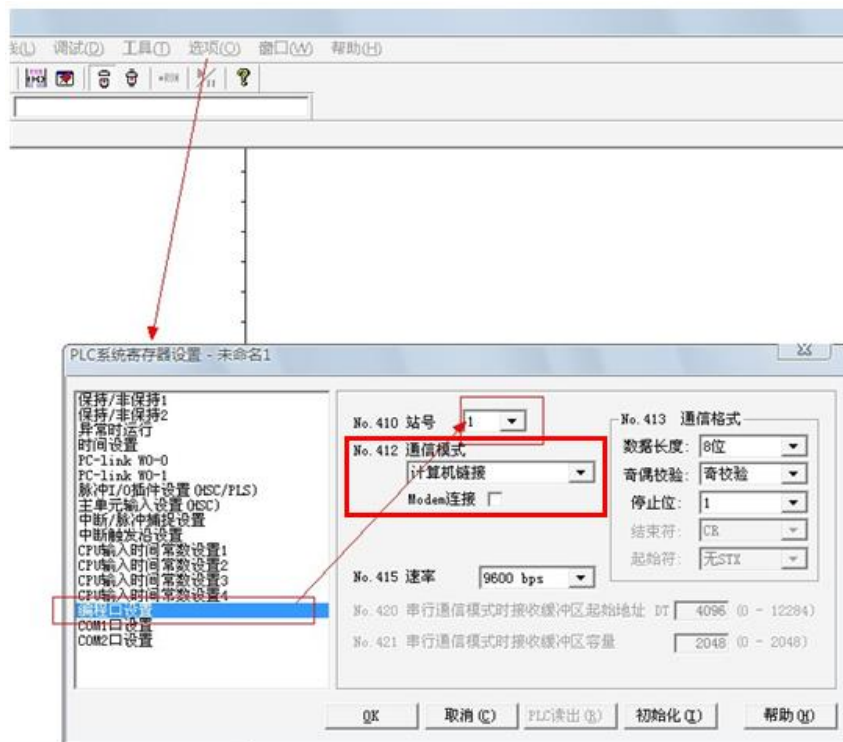 线(L) 调试(D) 工具(T) 选项(O) 窗口(W) 帮助(H)
PLC系统寄存器设置 - 未命名1
保持/非保持1
保持/非保持2
异常时运行
时间设置
PC-link W0-0
PC-link W0-1
脉冲I/O插件设置(HSC/PLS)
主单元输入设置(HSC)
中断/脉冲捕捉设置
中断触发沿设置
CPU输入时间常数设置1
CPU输入时间常数设置2
CPU输入时间常数设置3
CPU输入时间常数设置4
编程口设置
COM1口设置
COM2口设置
No.410 站号 1
No.412 通信模式
计算机链接
Modem连接
No.415 速率 9600 bps
No.413 通信格式
数据长度: 8位
奇偶校验: 奇校验
停止位: 1
结束符: CR
起始符: 无STX
No.420 串行通信模式时接收缓冲区起始地址 DT 4096 (0 - 12284)
No.421 串行通信模式时接收缓冲区容量 2048 (0 - 2048)
OK 取消(C) PLC读出(R) 初始化(I) 帮助(H)